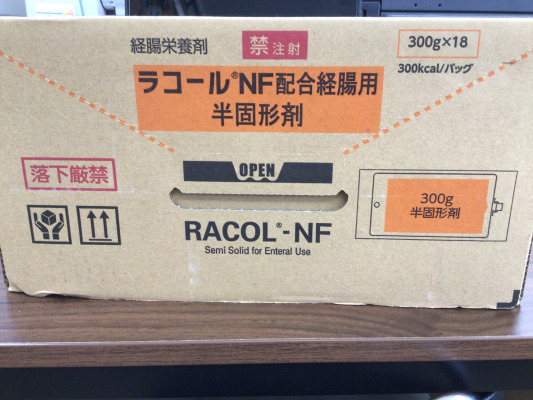 経腸栄養剤
禁注射
300g×18
300kcal/バッグ
ラコール®NF配合経腸用
半固形剤
落下厳禁
OPEN
300g
半固形剤
RACOL®-NF
Semi Solid for Enteral Use